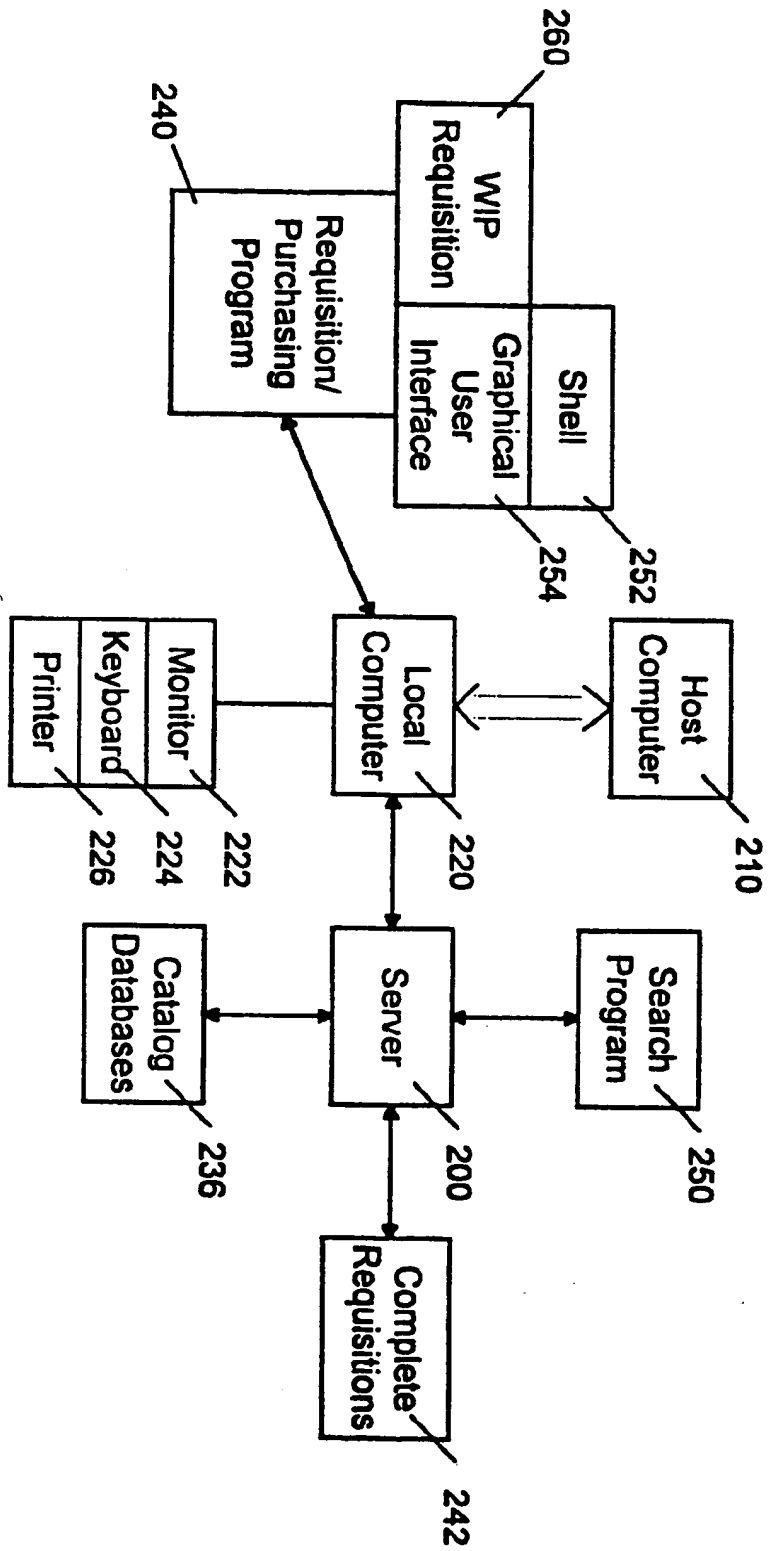 260
WIP
Requisition
Shell
252
Graphical
User
Interface
254
240
Requisition/
Purchasing
Program
Host
Computer
210
Local
Computer
220
Monitor
222
Keyboard
224
Printer
226
Search
Program
250
Server
200
Catalog
Databases
236
Complete
Requisitions
242